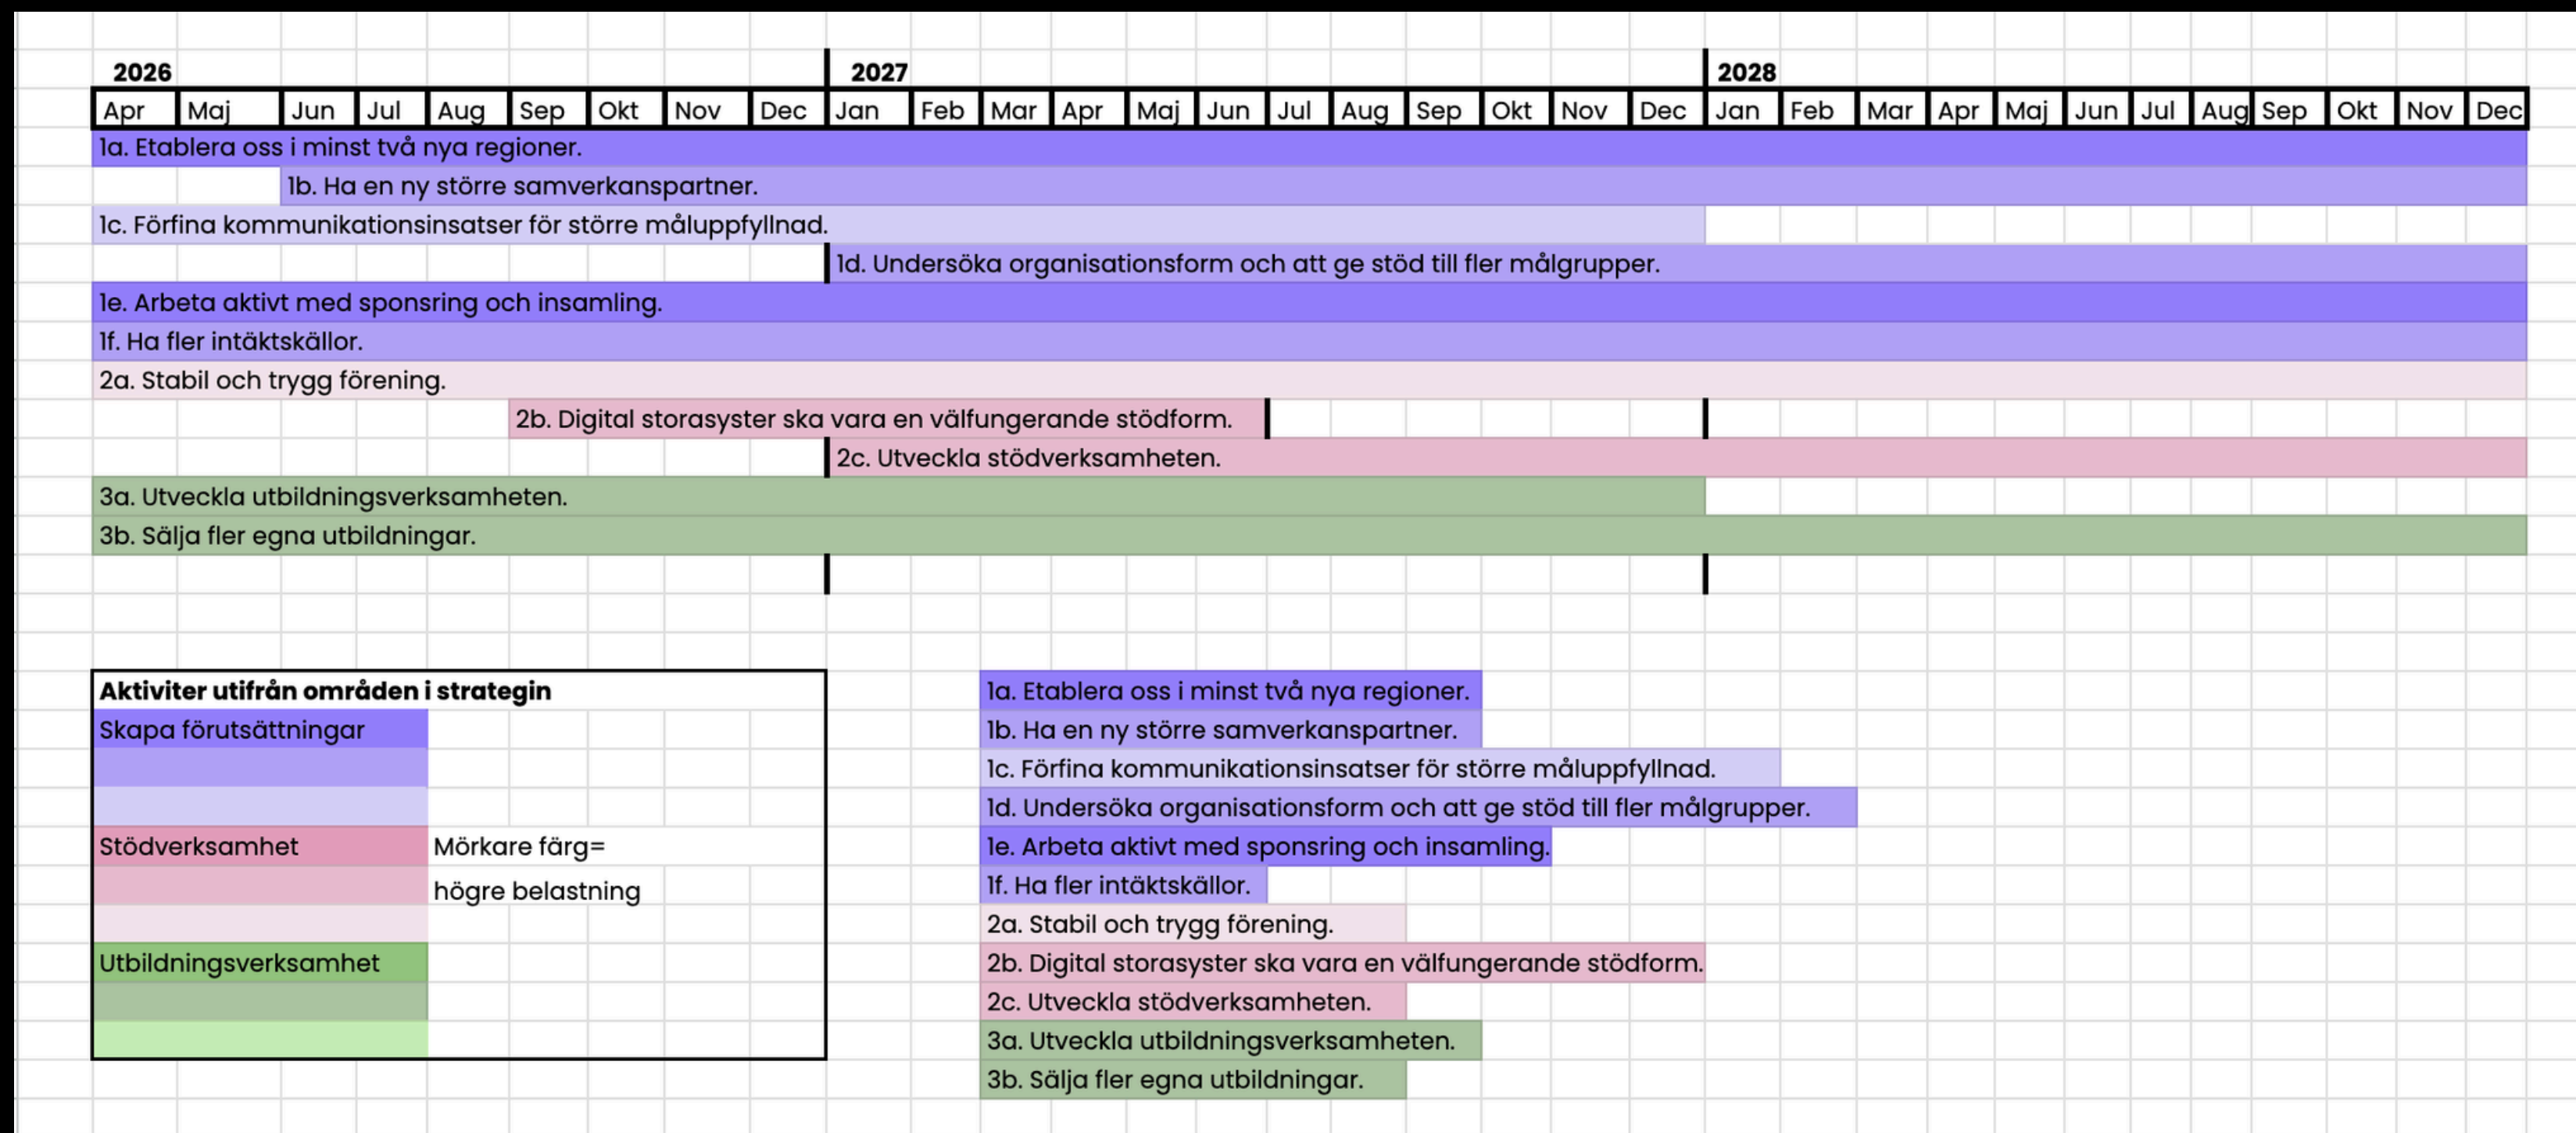 2026 2027 2028
Apr Maj Jun Jul Aug Sep Okt Nov Dec Jan Feb Mar Apr Maj Jun Jul Aug Sep Okt Nov Dec Jan Feb Mar Apr Maj Jun Jul Aug Sep Okt Nov Dec
1a. Etablera oss i minst två nya regioner.
1b. Ha en ny större samverkanspartner.
1c. Förfina kommunikationsinsatser för större måluppfyllnad.
1d. Undersöka organisationsform och att ge stöd till fler målgrupper.
1e. Arbeta aktivt med sponsring och insamling.
1f. Ha fler intäktskällor.
2a. Stabil och trygg förening.
2b. Digital storasyster ska vara en välfungerande stödform.
2c. Utveckla stödverksamheten.
3a. Utveckla utbildningsverksamheten.
3b. Sälja fler egna utbildningar.
Aktiviter utifrån områden i strategin
Skapa förutsättningar
Stödverksamhet
Mörkare färg=
högre belastning
Utbildningsverksamhet
1a. Etablera oss i minst två nya regioner.
1b. Ha en ny större samverkanspartner.
1c. Förfina kommunikationsinsatser för större måluppfyllnad.
1d. Undersöka organisationsform och att ge stöd till fler målgrupper.
1e. Arbeta aktivt med sponsring och insamling.
1f. Ha fler intäktskällor.
2a. Stabil och trygg förening.
2b. Digital storasyster ska vara en välfungerande stödform.
2c. Utveckla stödverksamheten.
3a. Utveckla utbildningsverksamheten.
3b. Sälja fler egna utbildningar.